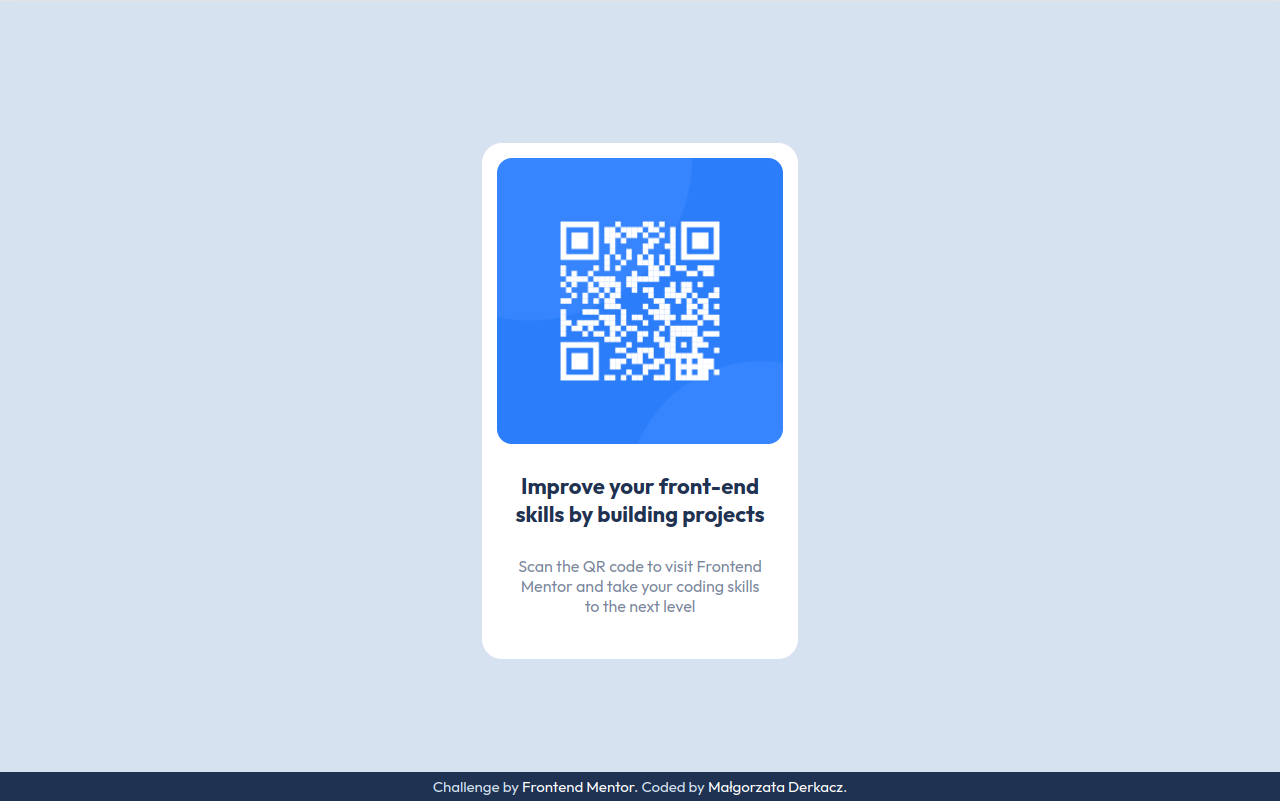 Improve your front-end
skills by building projects
Scan the QR code to visit Frontend
Mentor and take your coding skills
to the next level
Challenge by Frontend Mentor. Coded by Małgorzata Derkacz.